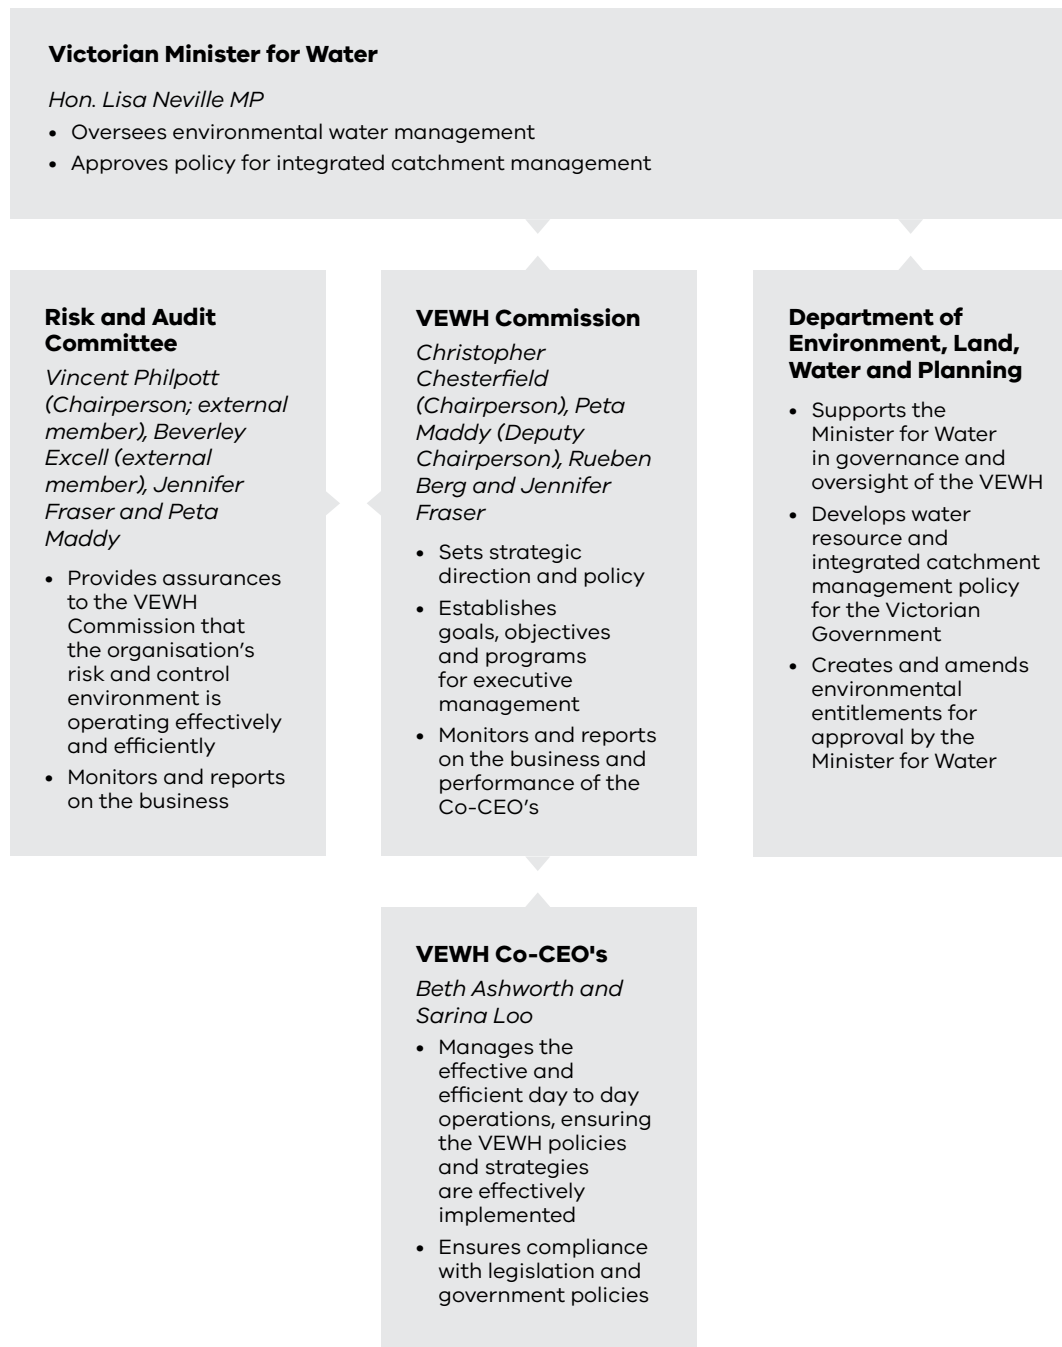 Victorian Minister for Water
Hon. Lisa Neville MP
• Oversees environmental water management
• Approves policy for integrated catchment management
Risk and Audit
Committee
Vincent Philpott
(Chairperson; external
member), Beverley
Excell (external
member), Jennifer
Fraser and Peta
Maddy
• Provides assurances
to the VEWH
Commission that
the organisation’s
risk and control
environment is
operating effectively
and efficiently
• Monitors and reports
on the business
VEWH Commission
Christopher
Chesterfield
(Chairperson), Peta
Maddy (Deputy
Chairperson), Rueben
Berg and Jennifer
Fraser
• Sets strategic
direction and policy
• Establishes
goals, objectives
and programs
for executive
management
• Monitors and reports
on the business and
performance of the
Co-CEO’s
Department of
Environment, Land,
Water and Planning
• Supports the
Minister for Water
in governance and
oversight of the VEWH
• Develops water
resource and
integrated catchment
management policy
for the Victorian
Government
• Creates and amends
environmental
entitlements for
approval by the
Minister for Water
VEWH Co-CEO's
Beth Ashworth and
Sarina Loo
• Manages the
effective and
efficient day to day
operations, ensuring
the VEWH policies
and strategies
are effectively
implemented
• Ensures compliance
with legislation and
government policies